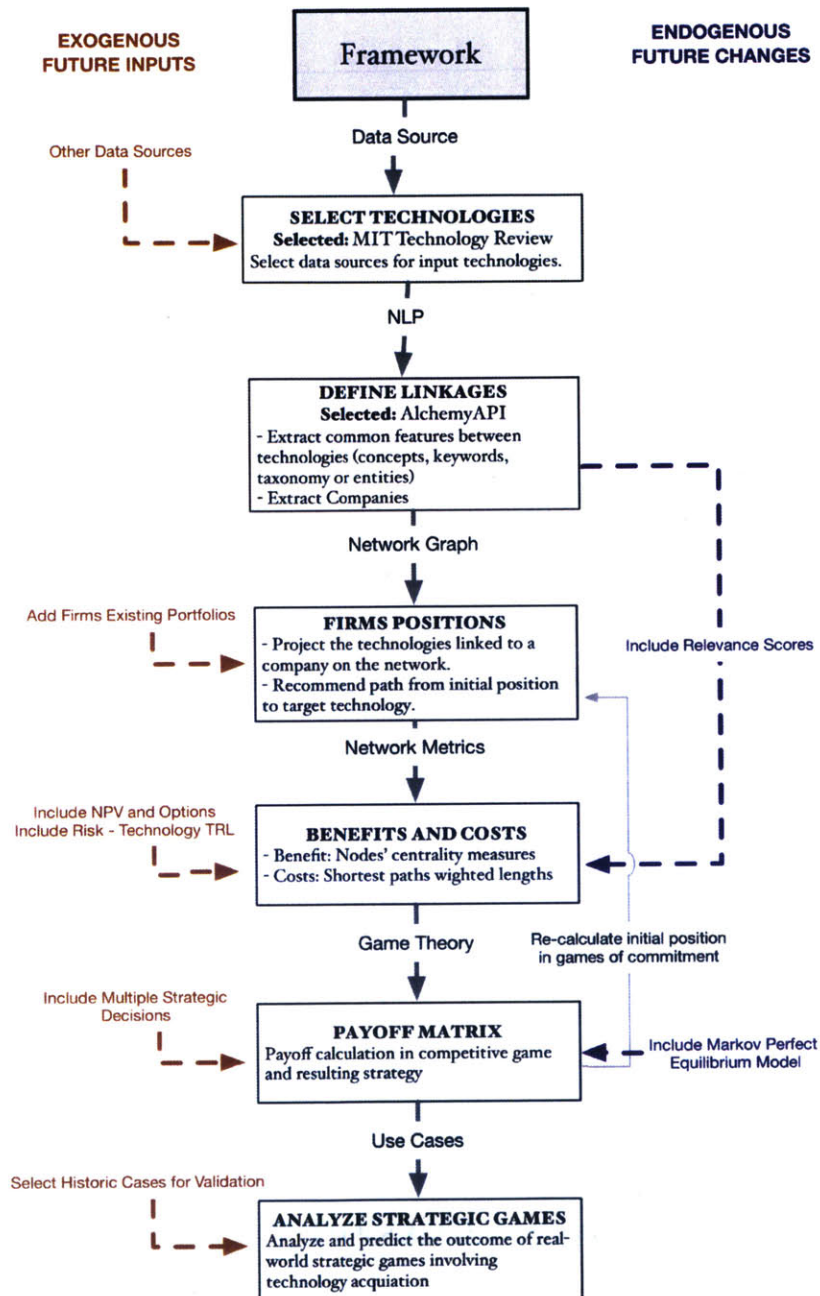 EXOGENOUS
FUTURE INPUTS
Framework
ENDOGENOUS
FUTURE CHANGES
Data Source
Other Data Sources
SELECT TECHNOLOGIES
Selected: MIT Technology Review
Select data sources for input technologies.
NLP
DEFINE LINKAGES
Selected: AlchemyAPI
- Extract common features between
technologies (concepts, keywords,
taxonomy or entities)
- Extract Companies
Network Graph
Add Firms Existing Portfolios
FIRMS POSITIONS
- Project the technologies linked to a
company on the network.
- Recommend path from initial position
to target technology.
Include Relevance Scores
Network Metrics
Include NPV and Options
Include Risk - Technology TRL
BENEFITS AND COSTS
- Benefit: Nodes' centrality measures
- Costs: Shortest paths wighted lengths
Game Theory
Re-calculate initial position
in games of commitment
Include Multiple Strategic
Decisions
PAYOFF MATRIX
Payoff calculation in competitive game
and resulting strategy
Include Markov Perfect
Equilibrium Model
Use Cases
Select Historic Cases for Validation
ANALYZE STRATEGIC GAMES
Analyze and predict the outcome of real-
world strategic games involving
technology acquiation